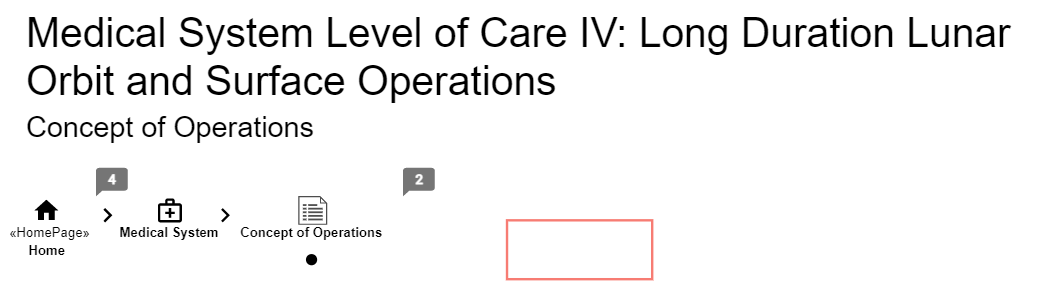 Medical System Level of Care IV: Long Duration Lunar
Orbit and Surface Operations
Concept of Operations
4
2
«HomePage»
Home
Medical System
Concept of Operations